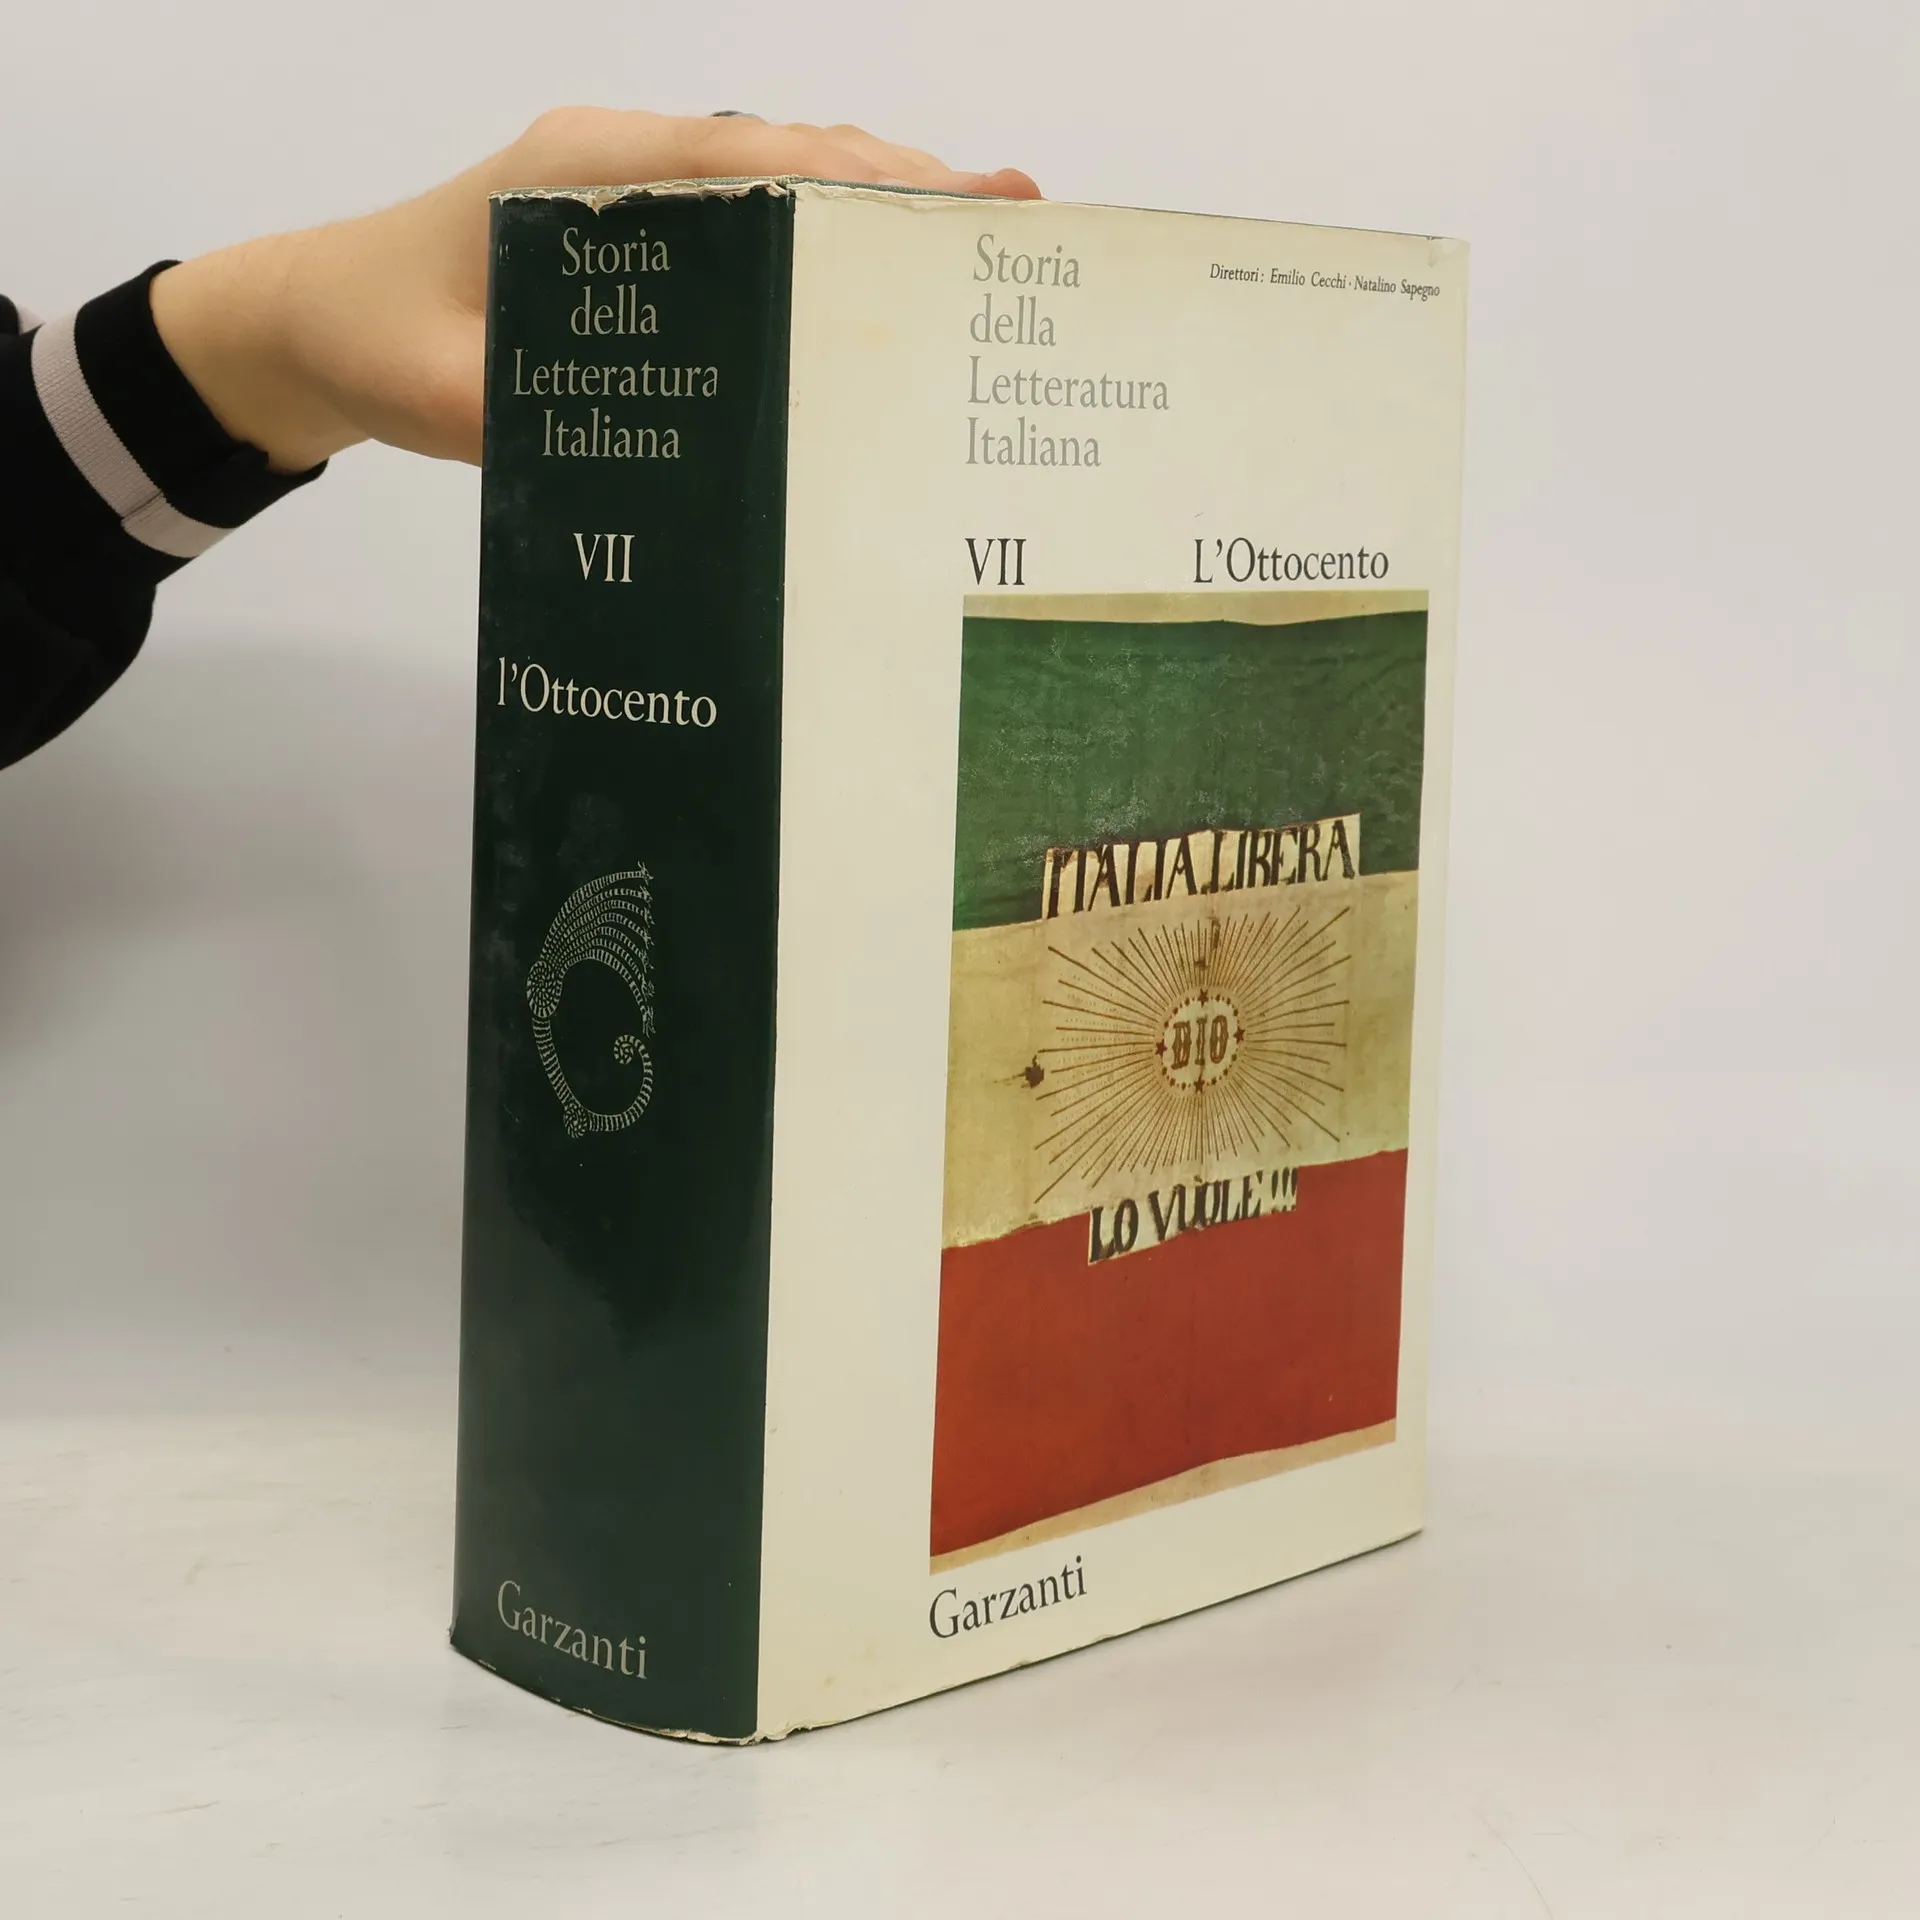 Storia
della
Letteratura
Italiana
VII
l'Ottocento
Garzanti
Storia
della
Letteratura
Italiana
Direttori: Emilio Cecchi · Natalino Sapegno
VII
L'Ottocento
L'ITALIA LIBERA
DIO
LO VUOLE!!!
Garzanti